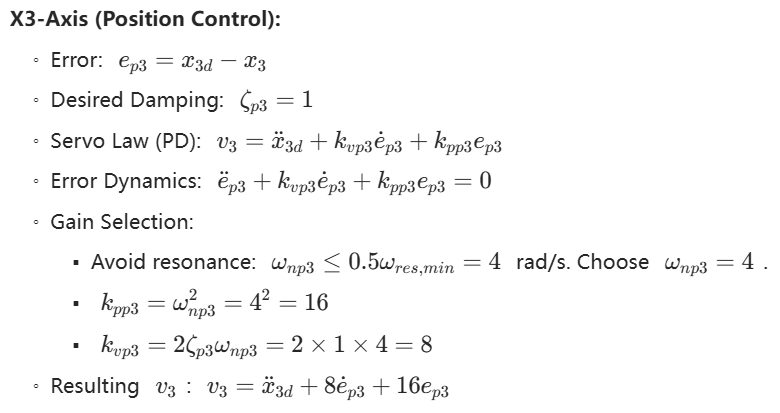 X3-Axis (Position Control):
◦ Error: $e_{p3} = x_{3d} - x_3$
◦ Desired Damping: $\zeta_{p3} = 1$
◦ Servo Law (PD): $v_3 = \ddot{x}_{3d} + k_{vp3}\dot{e}_{p3} + k_{pp3}e_{p3}$
◦ Error Dynamics: $\ddot{e}_{p3} + k_{vp3}\dot{e}_{p3} + k_{pp3}e_{p3} = 0$
◦ Gain Selection:
▪ Avoid resonance: $\omega_{np3} \leq 0.5\omega_{res,min} = 4$ rad/s. Choose $\omega_{np3} = 4$ .
▪ $k_{pp3} = \omega_{np3}^2 = 4^2 = 16$
▪ $k_{vp3} = 2\zeta_{p3}\omega_{np3} = 2 \times 1 \times 4 = 8$
◦ Resulting $v_3$ : $v_3 = \ddot{x}_{3d} + 8\dot{e}_{p3} + 16e_{p3}$